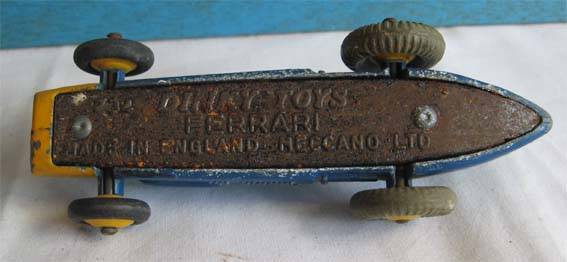 DINKY TOYS
FERRARI
MADE IN ENGLAND MECCANO LTD